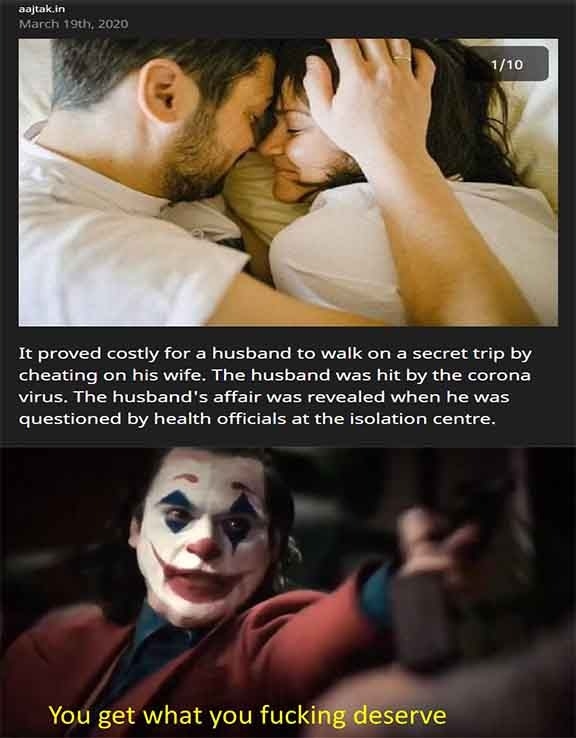 aajtak.in
March 19th, 2020
1/10
It proved costly for a husband to walk on a secret trip by
cheating on his wife. The husband was hit by the corona
virus. The husband's affair was revealed when he was
questioned by health officials at the isolation centre.
You get what you fucking deserve